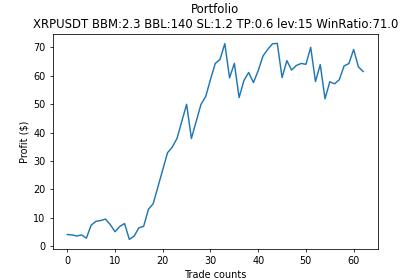 Portfolio
XRPUSDT BBM:2.3 BBL:140 SL:1.2 TP:0.6 lev:15 WinRatio:71.0
70
60
50
40
30
20
10
0
Profit ($)
0 10 20 30 40 50 60
Trade counts